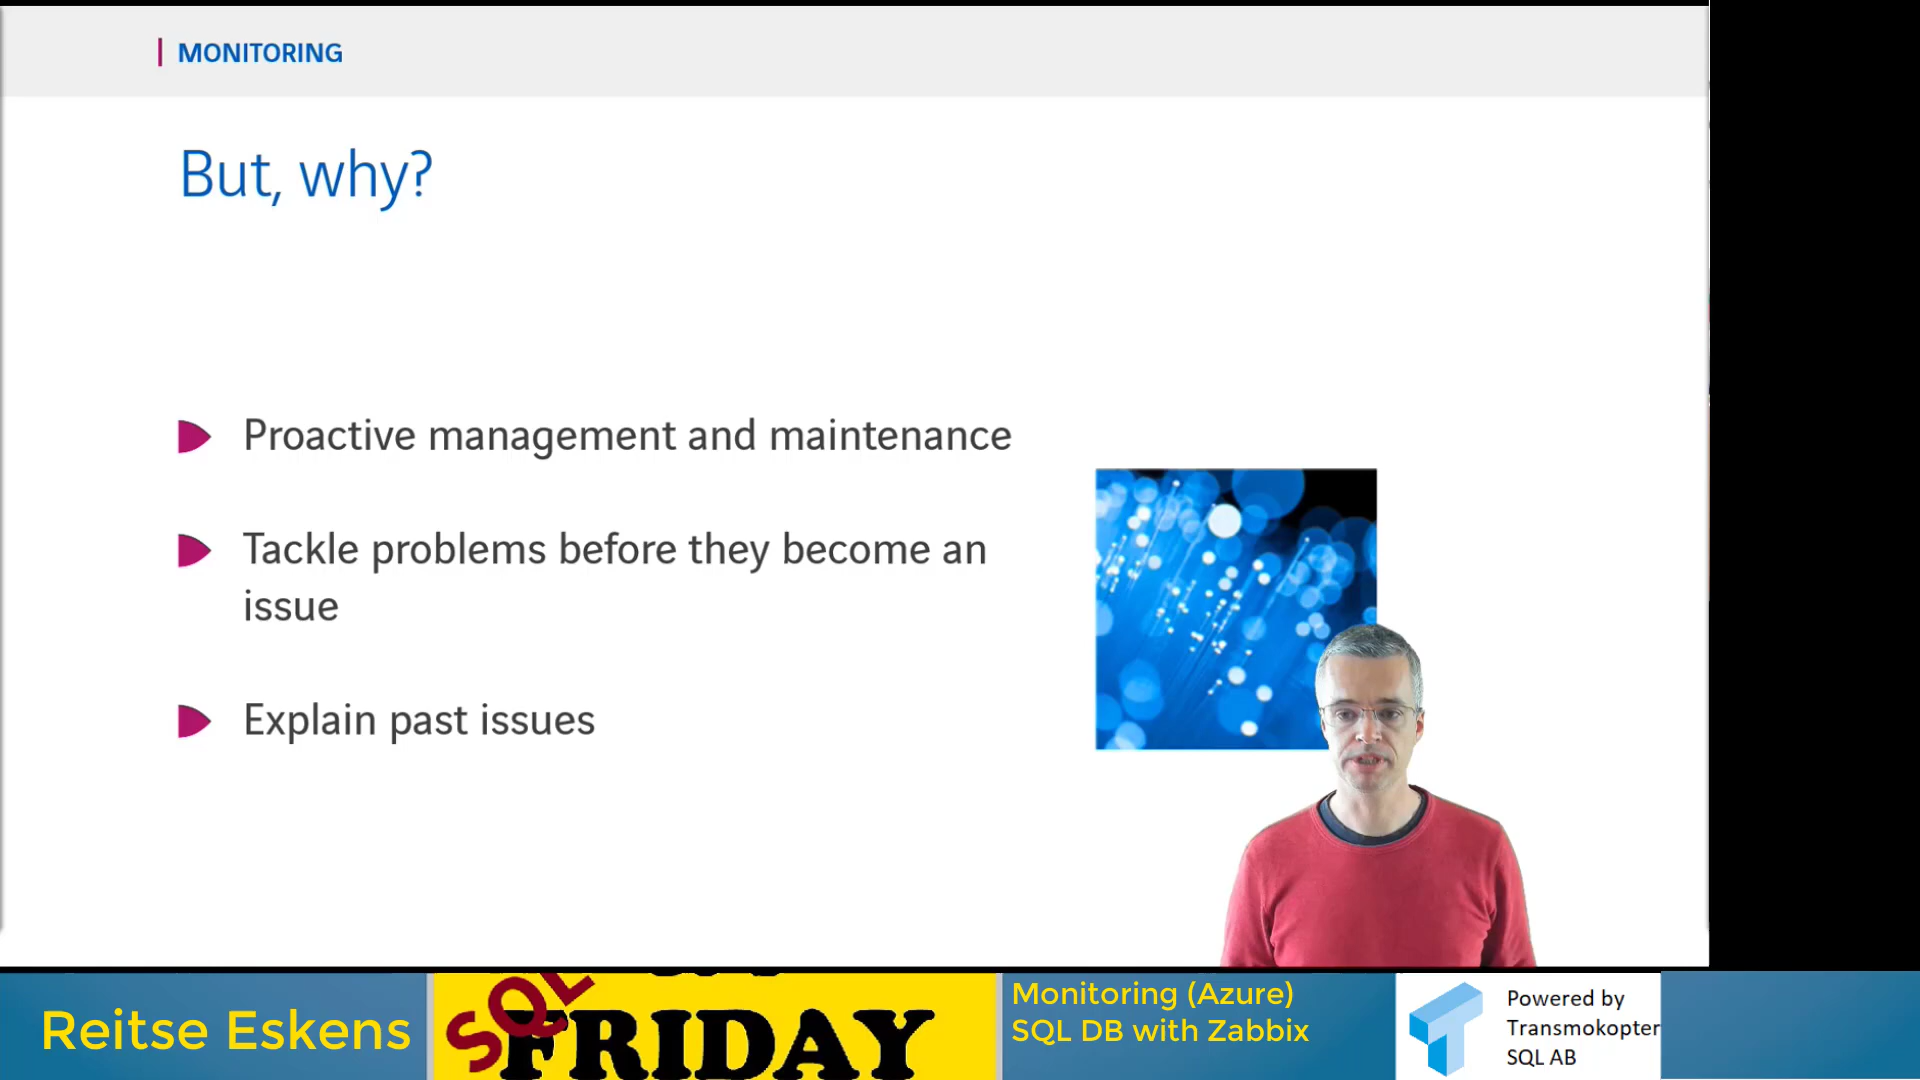 MONITORING
But, why?
Proactive management and maintenance
Tackle problems before they become an
issue
Explain past issues
Reitse Eskens
SQL
FRIDAY
Monitoring (Azure)
SQL DB with Zabbix
Powered by
Transmokopter
SQL AB